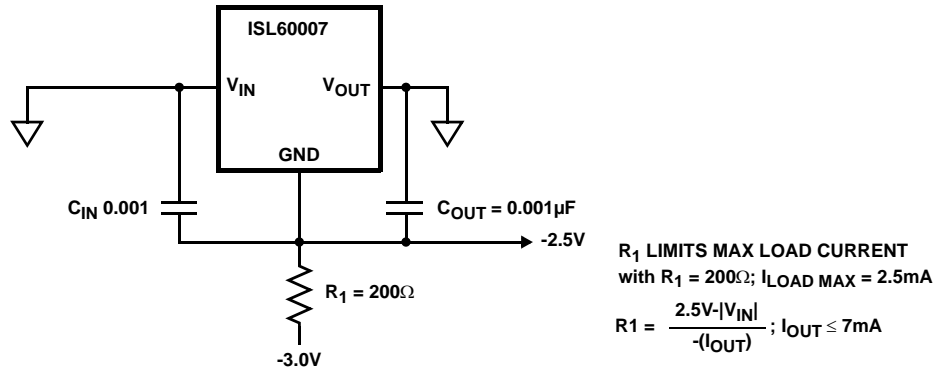 ISL60007
V_IN
V_OUT
GND
C_IN 0.001
C_OUT = 0.001µF
-2.5V
R_1 = 200Ω
-3.0V
R_1 LIMITS MAX LOAD CURRENT
with R_1 = 200Ω; I_LOAD MAX = 2.5mA
R1 = 2.5V-|V_IN| / -(I_OUT) ; I_OUT ≤ 7mA